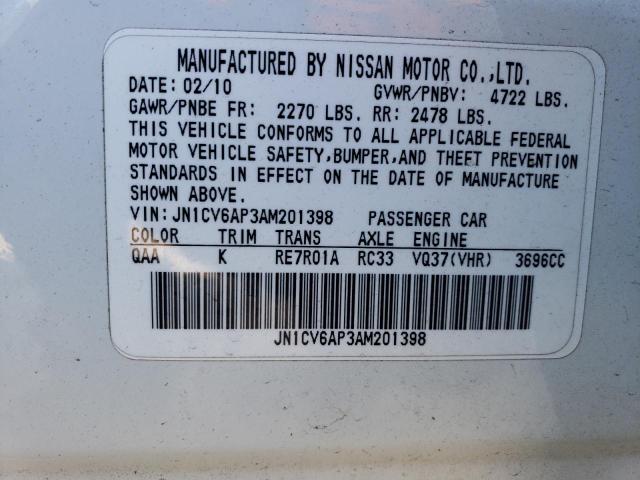 MANUFACTURED BY NISSAN MOTOR CO.,LTD.
DATE: 02/10 GVWR/PNBV: 4722 LBS.
GAWR/PNBE FR: 2270 LBS. RR: 2478 LBS.
THIS VEHICLE CONFORMS TO ALL APPLICABLE FEDERAL
MOTOR VEHICLE SAFETY,BUMPER,AND THEFT PREVENTION
STANDARDS IN EFFECT ON THE DATE OF MANUFACTURE
SHOWN ABOVE.
VIN:JN1CV6AP3AM201398 PASSENGER CAR
COLOR TRIM TRANS AXLE ENGINE
QAA K RE7R01A RC33 VQ37(VHR) 3696CC
JN1CV6AP3AM201398